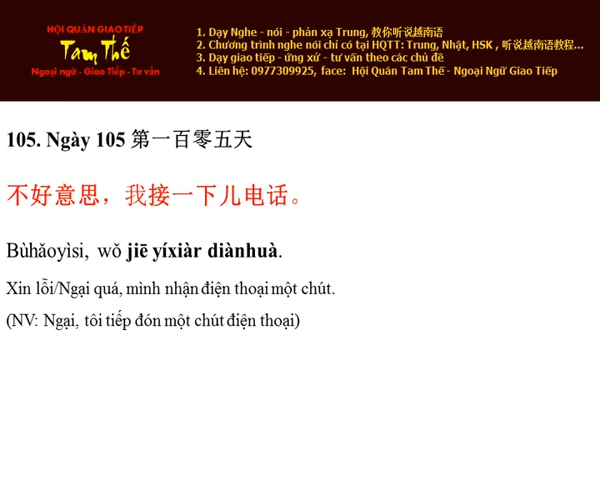 HỘI QUÁN GIAO TIẾP
Tam Thế
Ngoại ngữ - Giao Tiếp - Tư vấn
1. Dạy Nghe - nói - phản xạ Trung, 教你听说越南语
2. Chương trình nghe nói chỉ có tại HQTT: Trung, Nhật, HSK , 听说越南语教程...
3. Dạy giao tiếp - ứng xử - tư vấn theo các chủ đề
4. Liên hệ: 0977309925, face: Hội Quán Tam Thế - Ngoại Ngữ Giao Tiếp
105. Ngày 105 第一百零五天
不好意思，我接一下儿电话。
Bùhǎoyìsi, wǒ jiē yíxiàr diànhuà.
Xin lỗi/Ngại quá, mình nhận điện thoại một chút.
(NV: Ngại, tôi tiếp đón một chút điện thoại)